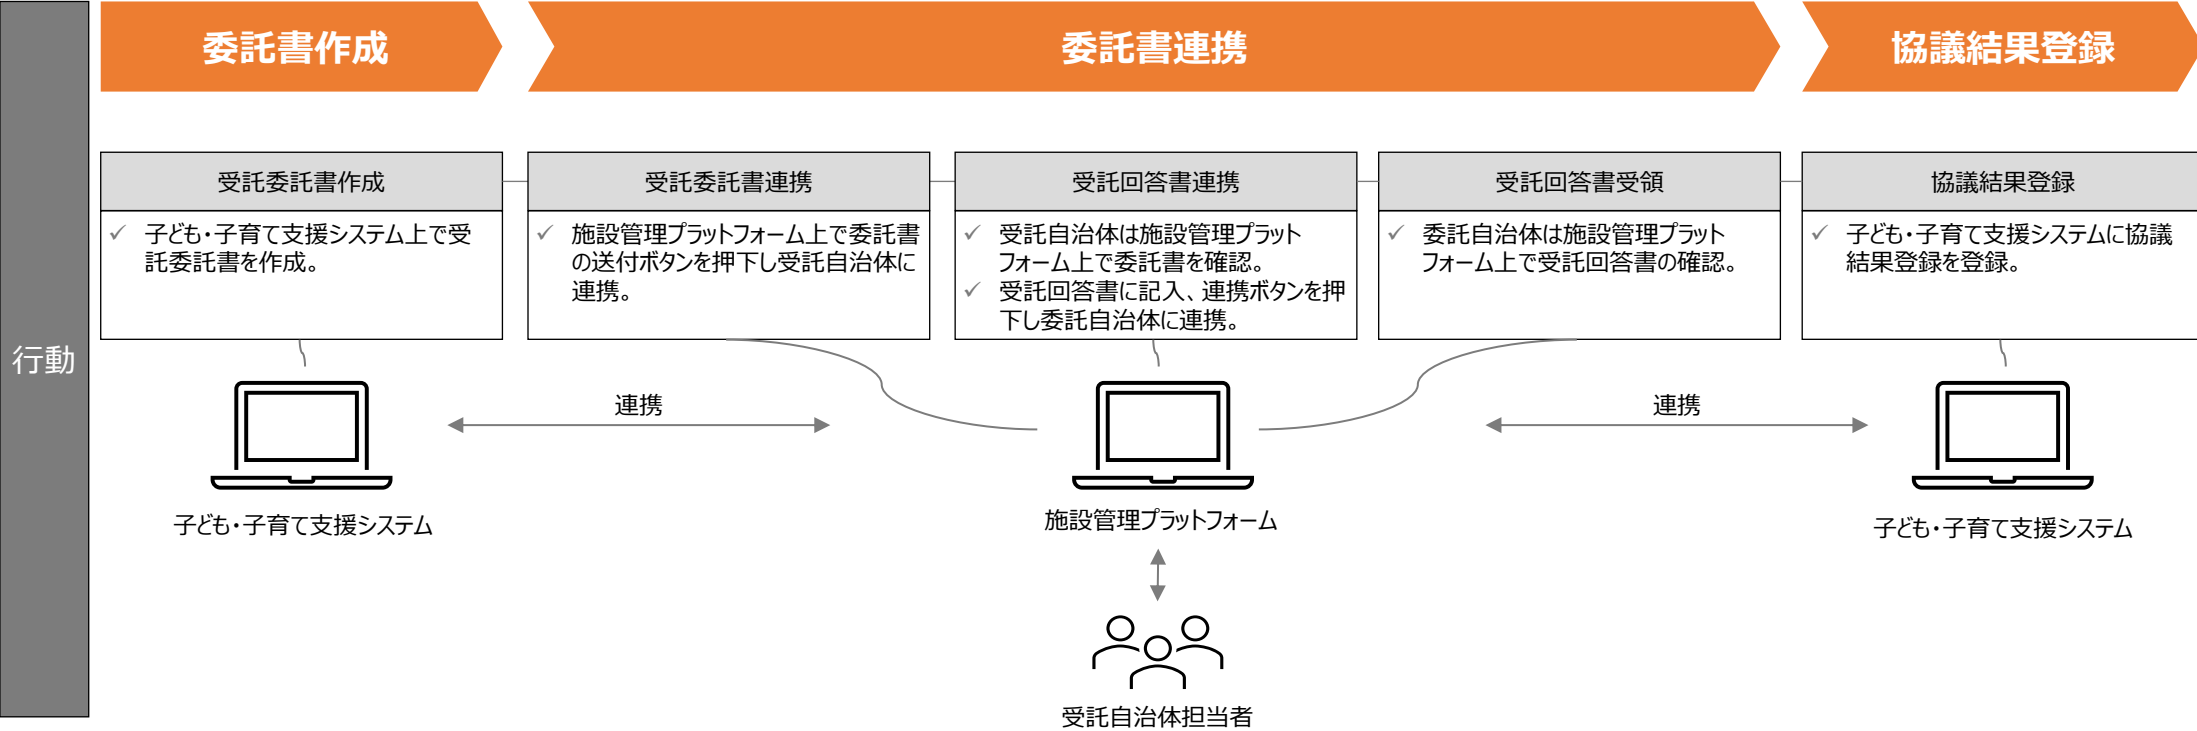 委託書作成
委託書連携
協議結果登録
行動
受託委託書作成
子ども・子育て支援システム上で受
託委託書を作成。
受託委託書連携
施設管理プラットフォーム上で委託書
の送付ボタンを押下し受託自治体に
連携。
受託回答書連携
受託自治体は施設管理プラット
フォーム上で委託書を確認。
受託回答書に記入、連携ボタンを押
下し委託自治体に連携。
受託回答書受領
委託自治体は施設管理プラット
フォーム上で受託回答書の確認。
協議結果登録
子ども・子育て支援システムに協議
結果登録を登録。
連携
連携
子ども・子育て支援システム
施設管理プラットフォーム
子ども・子育て支援システム
受託自治体担当者